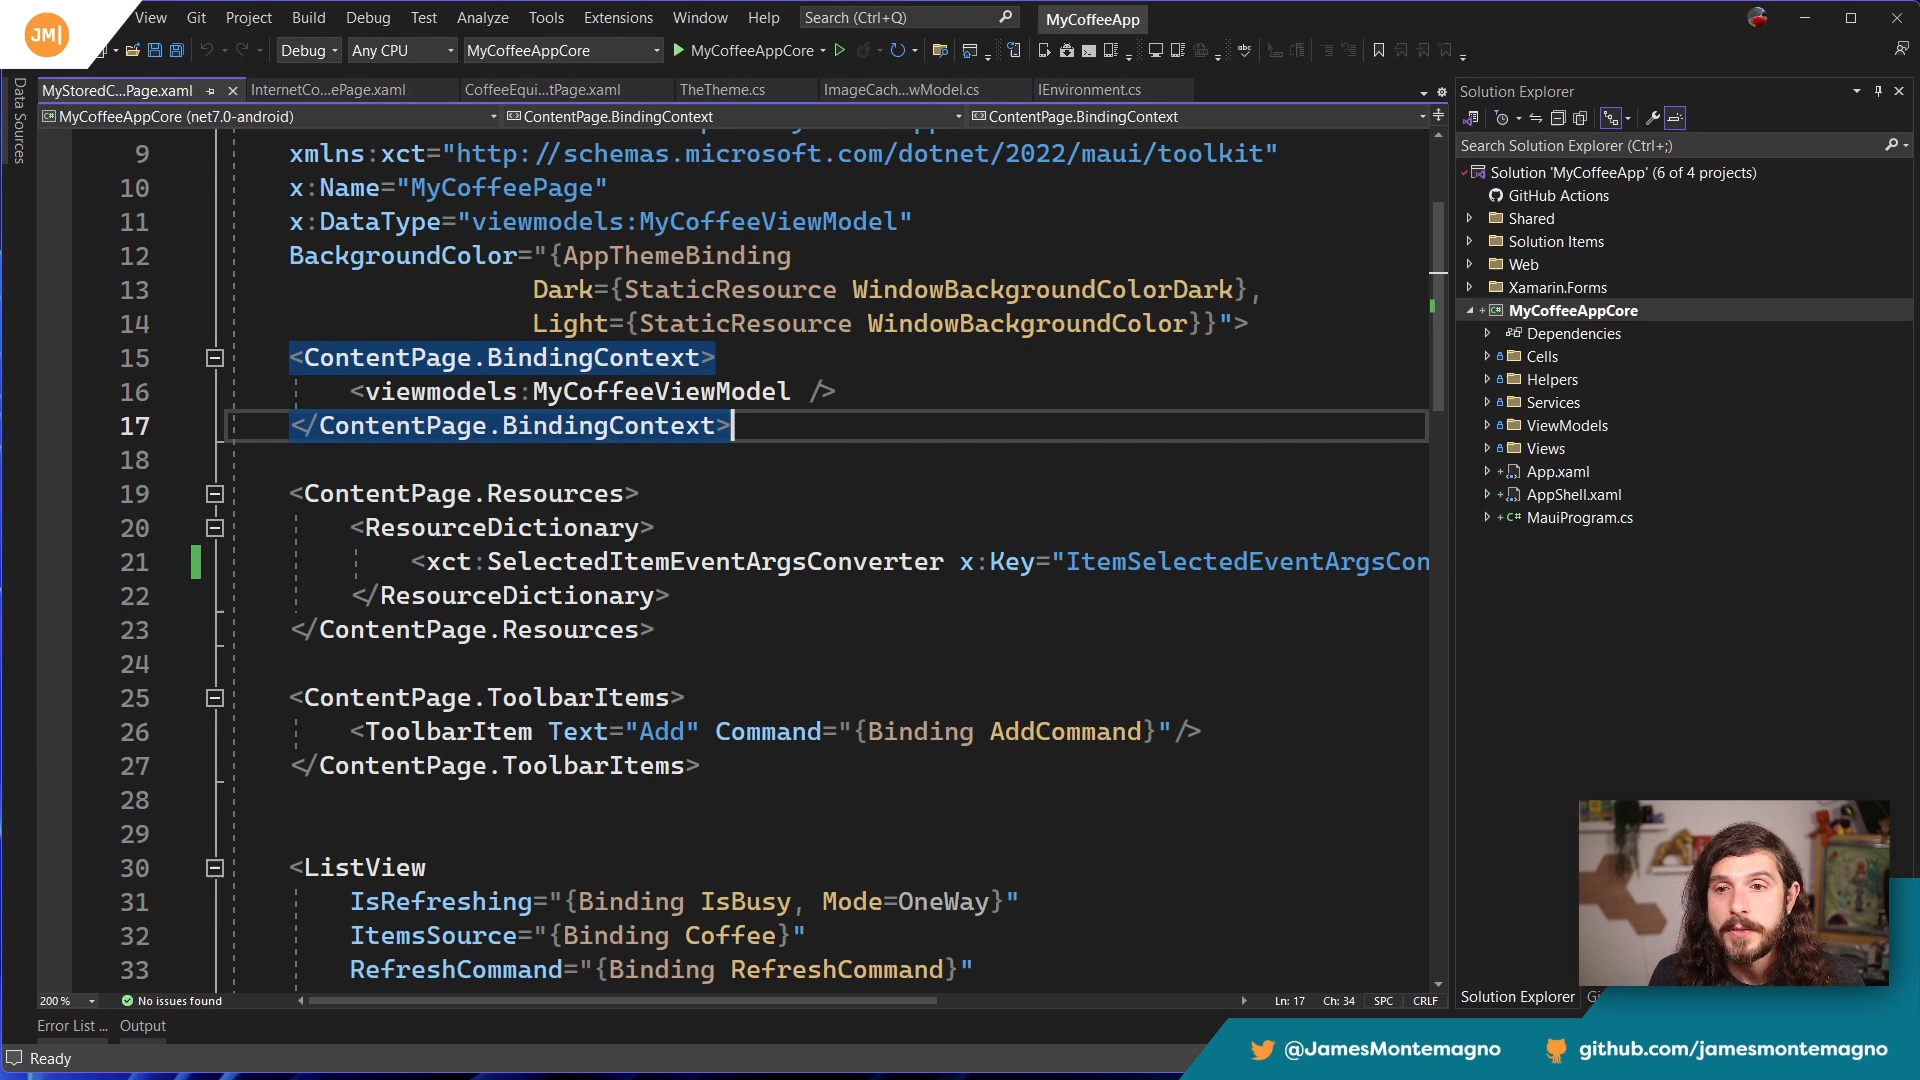 JM|
View Git Project Build Debug Test Analyze Tools Extensions Window Help Search (Ctrl+Q) MyCoffeeApp
Debug Any CPU MyCoffeeAppCore MyCoffeeAppCore
Data Sources
MyStoredC...Page.xaml InternetCo...ePage.xaml CoffeeEqui...tPage.xaml TheTheme.cs ImageCach...wModel.cs IEnvironment.cs
MyCoffeeAppCore (net7.0-android) ContentPage.BindingContext ContentPage.BindingContext
9 xmlns:xct="http://schemas.microsoft.com/dotnet/2022/maui/toolkit"
10 x:Name="MyCoffeePage"
11 x:DataType="viewmodels:MyCoffeeViewModel"
12 BackgroundColor="{AppThemeBinding
13 Dark={StaticResource WindowBackgroundColorDark},
14 Light={StaticResource WindowBackgroundColor}}">
15 <ContentPage.BindingContext>
16 <viewmodels:MyCoffeeViewModel />
17 </ContentPage.BindingContext>
18
19 <ContentPage.Resources>
20 <ResourceDictionary>
21 <xct:SelectedItemEventArgsConverter x:Key="ItemSelectedEventArgsCon
22 </ResourceDictionary>
23 </ContentPage.Resources>
24
25 <ContentPage.ToolbarItems>
26 <ToolbarItem Text="Add" Command="{Binding AddCommand}"/>
27 </ContentPage.ToolbarItems>
28
29
30 <ListView
31 IsRefreshing="{Binding IsBusy, Mode=OneWay}"
32 ItemsSource="{Binding Coffee}"
33 RefreshCommand="{Binding RefreshCommand}"
200 % No issues found Ln: 17 Ch: 34 SPC CRLF
Error List ... Output
Ready
Solution Explorer
Search Solution Explorer (Ctrl+;)
Solution 'MyCoffeeApp' (6 of 4 projects)
GitHub Actions
Shared
Solution Items
Web
Xamarin.Forms
MyCoffeeAppCore
Dependencies
Cells
Helpers
Services
ViewModels
Views
App.xaml
AppShell.xaml
MauiProgram.cs
Solution Explorer
@JamesMontemagno github.com/jamesmontemagno